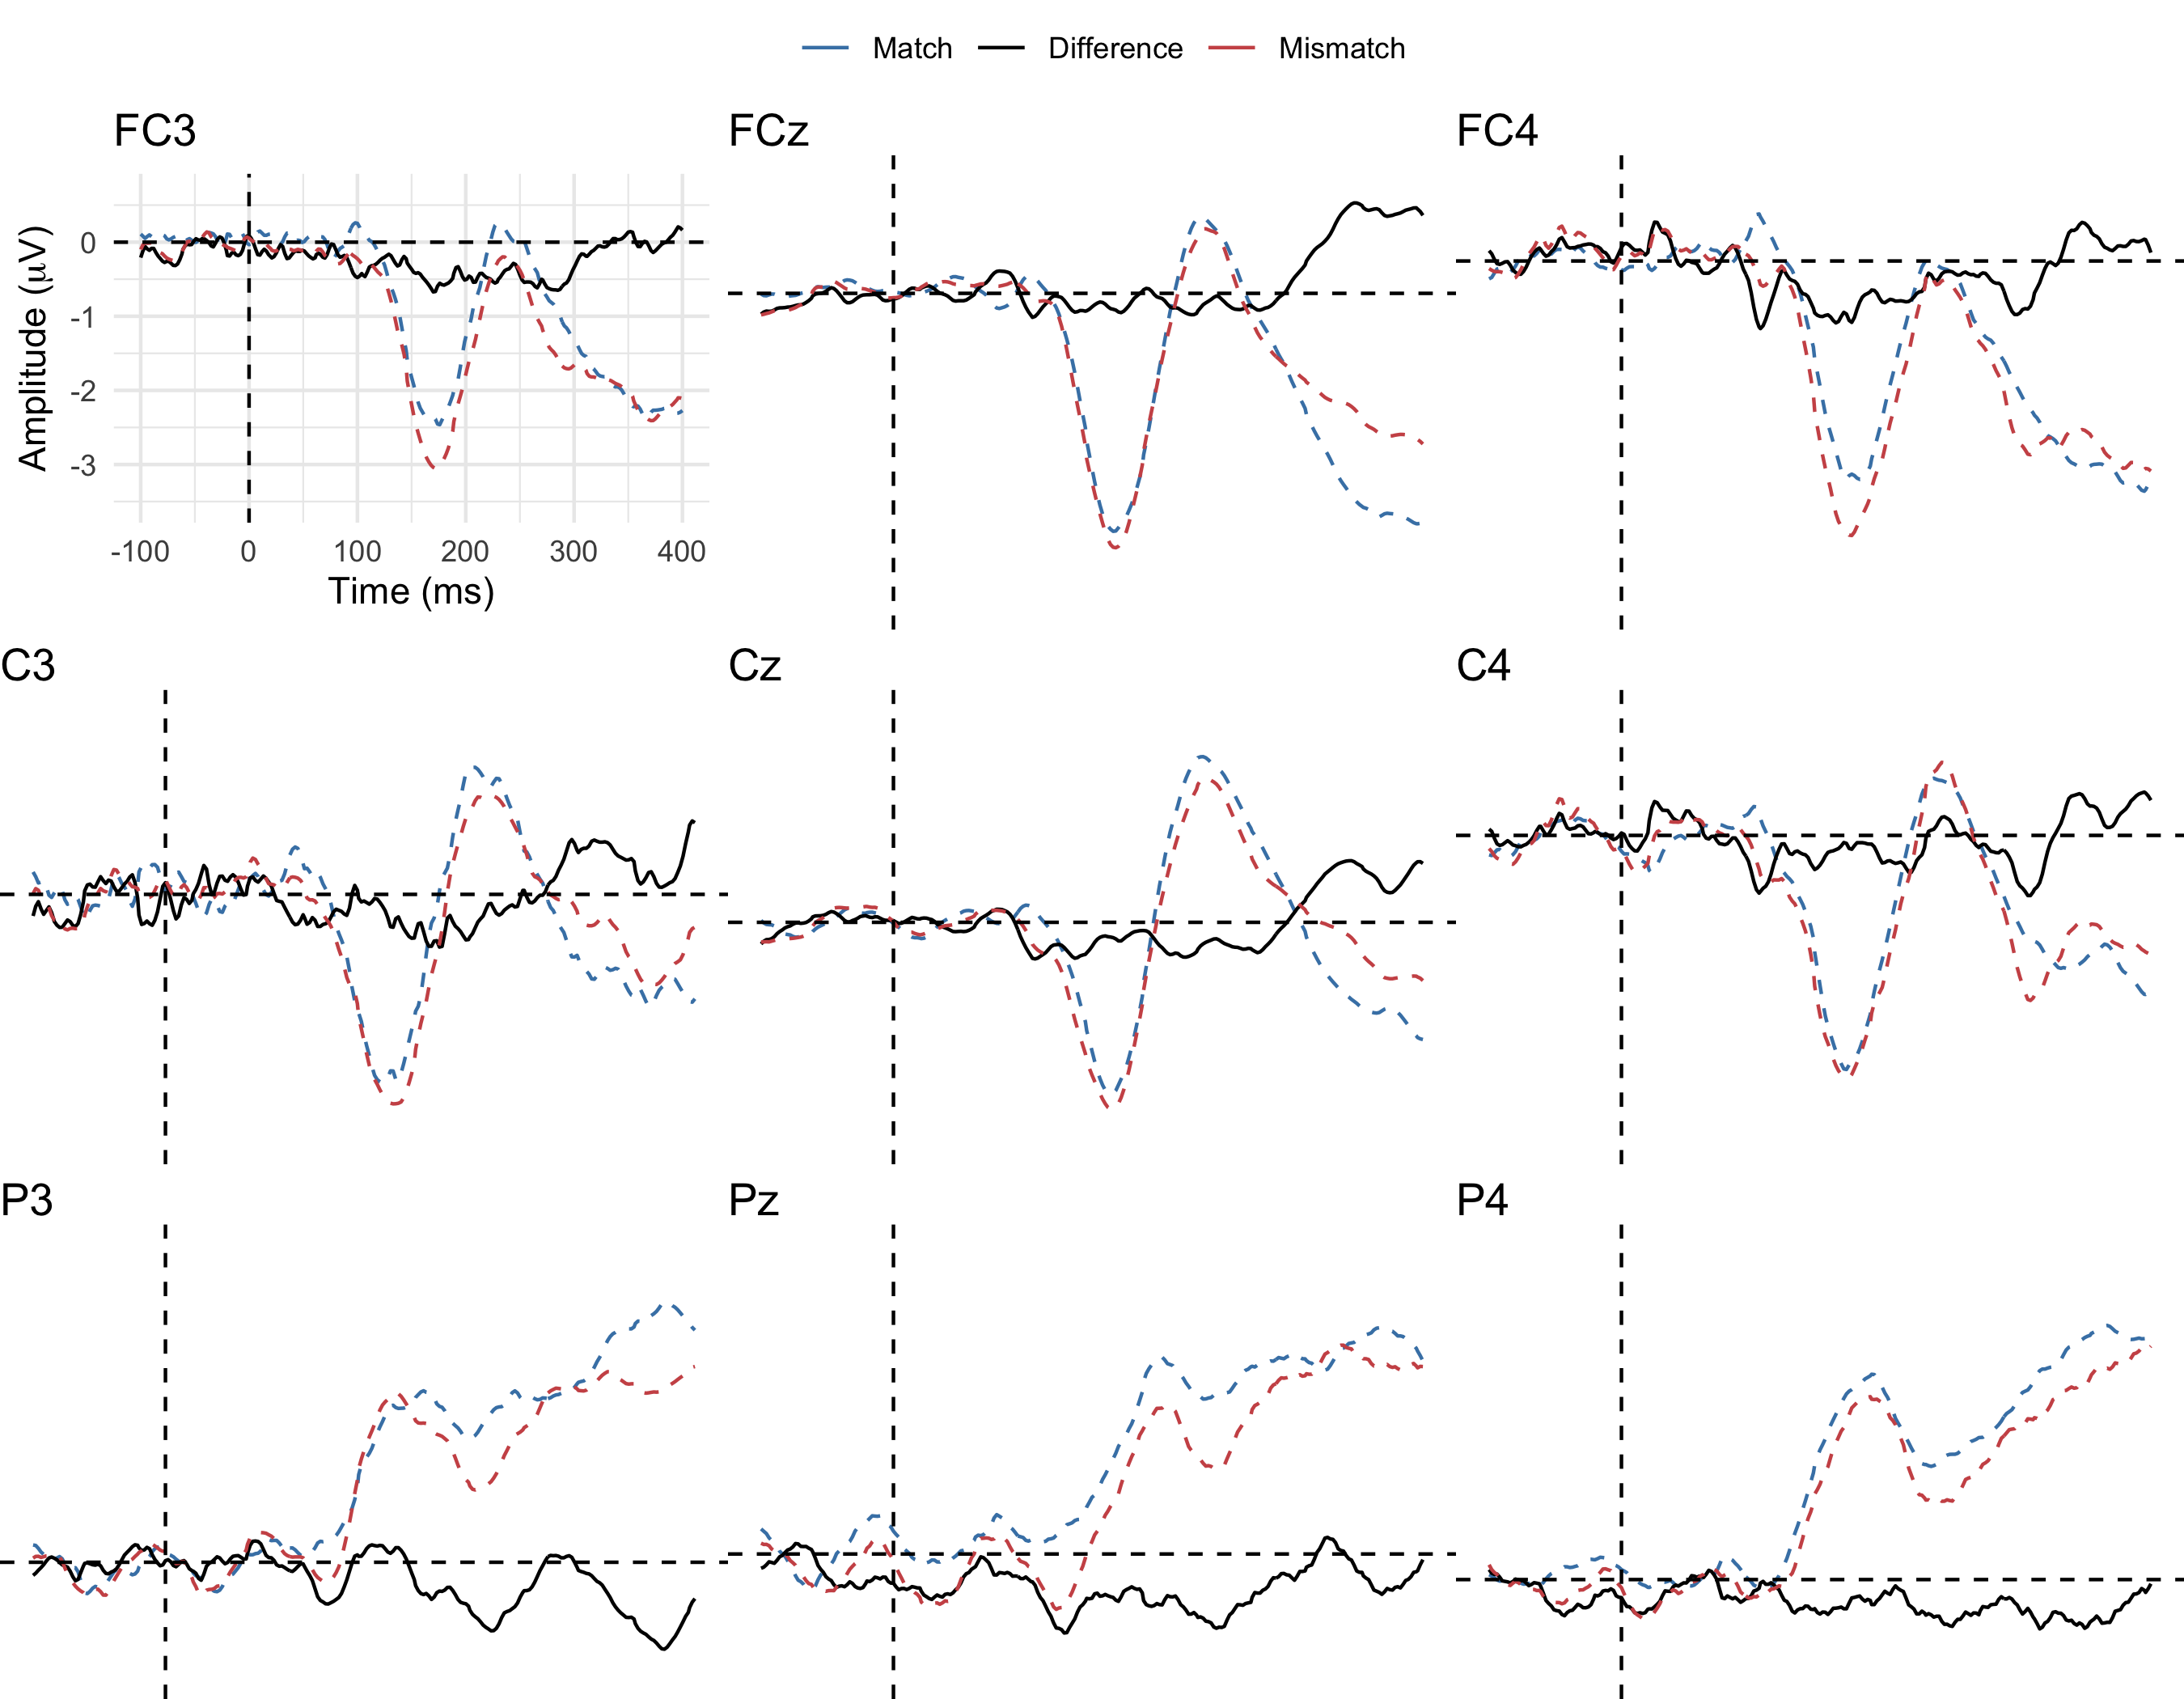 Match Difference Mismatch
FC3
FCz
FC4
Amplitude (μV)
0
-1
-2
-3
-100 0 100 200 300 400
Time (ms)
C3
Cz
C4
P3
Pz
P4